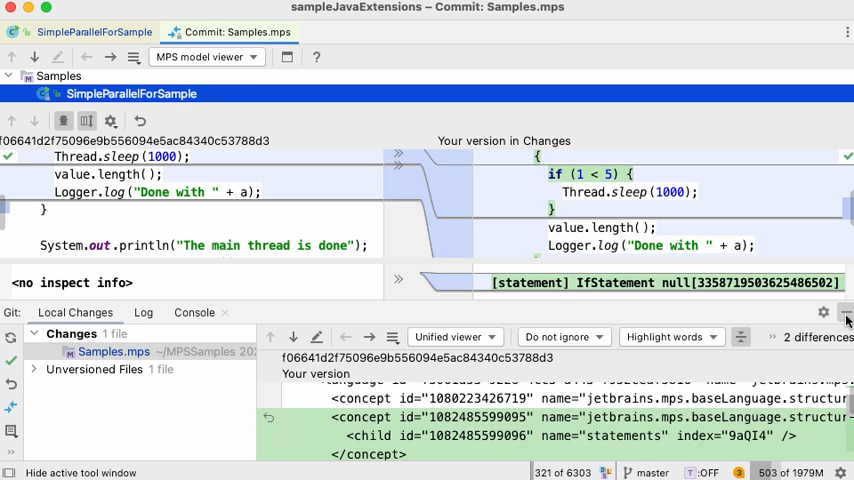 sampleJavaExtensions – Commit: Samples.mps
SimpleParallelForSample
Commit: Samples.mps
MPS model viewer
?
Samples
SimpleParallelForSample
f06641d2f75096e9b556094e5ac84340c53788d3
Your version in Changes
Thread.sleep(1000);
value.length();
Logger.log("Done with " + a);
}
System.out.println("The main thread is done");
{
if (1 < 5) {
Thread.sleep(1000);
}
value.length();
Logger.log("Done with " + a);
<no inspect info>
[statement] IfStatement null[3358719503625486502]
Git:
Local Changes
Log
Console
Changes 1 file
Samples.mps ~/MPSSamples 202
Unversioned Files 1 file
Unified viewer
Do not ignore
Highlight words
2 differences
f06641d2f75096e9b556094e5ac84340c53788d3
Your version
<concept id="1080223426719" name="jetbrains.mps.baseLanguage.structur
<concept id="1082485599095" name="jetbrains.mps.baseLanguage.structur
<child id="1082485599096" name="statements" index="9aQI4" />
</concept>
Hide active tool window
321 of 6303
master
T :OFF
3
503 of 1979M